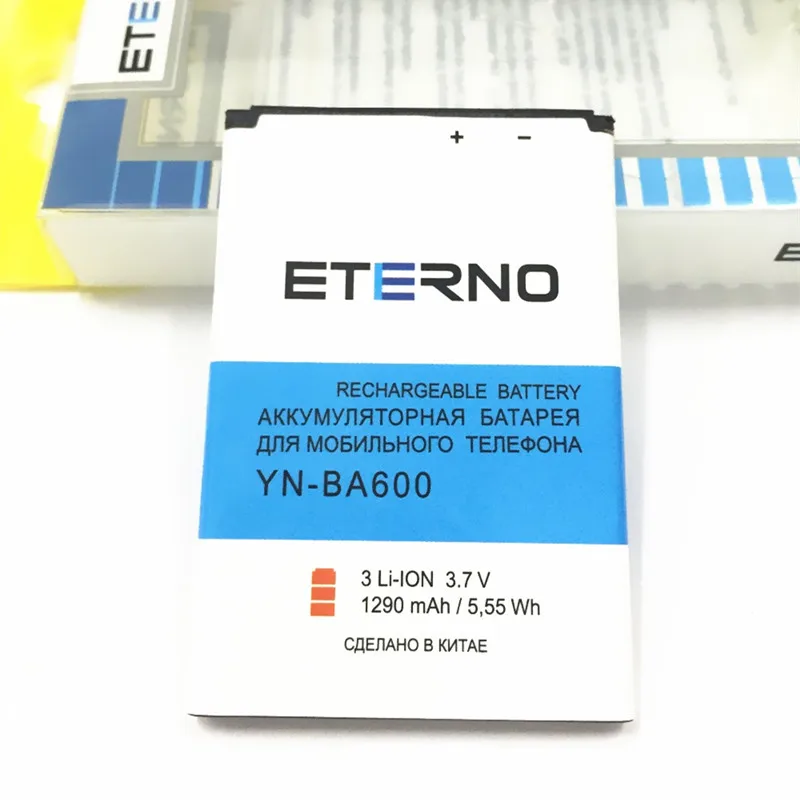 ETE
+ −
ETERNO
RECHARGEABLE BATTERY
АККУМУЛЯТОРНАЯ БАТАРЕЯ
ДЛЯ МОБИЛЬНОГО ТЕЛЕФОНА
YN-BA600
3 Li-ION 3.7 V
1290 mAh / 5,55 Wh
СДЕЛАНО В КИТАЕ